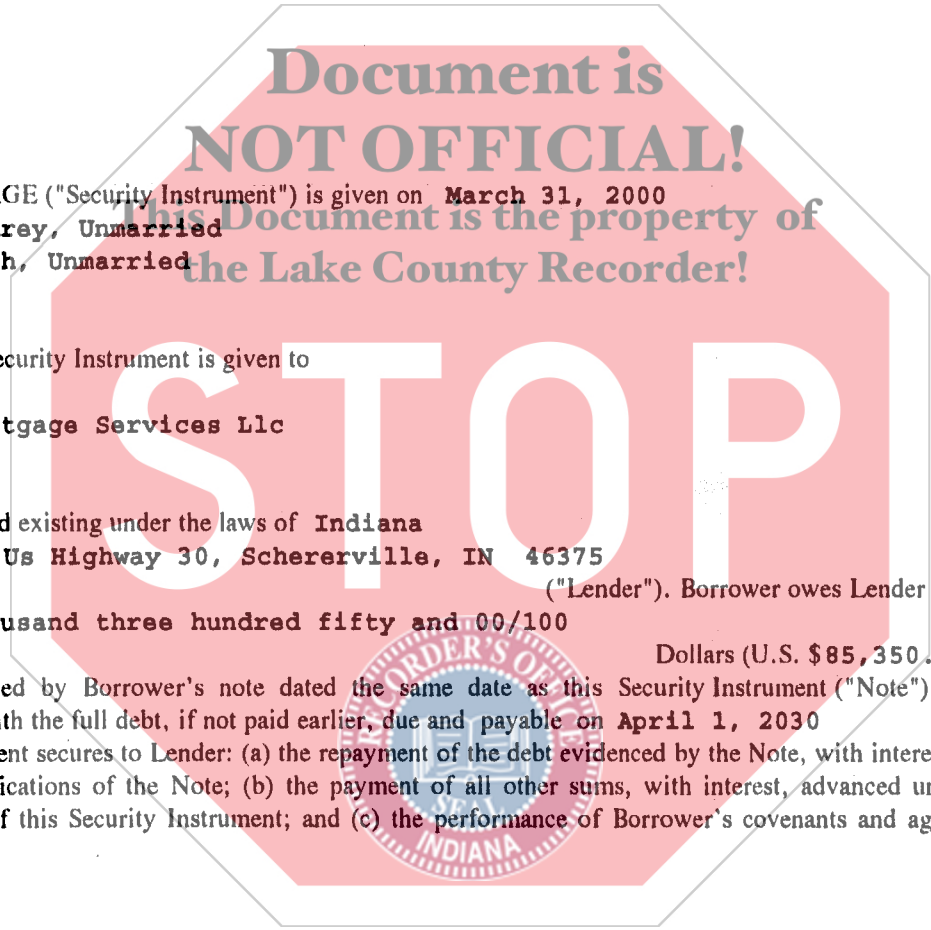 Document is
NOT OFFICIAL!
GE ("Security Instrument") is given on March 31, 2000
This Document is the property of
rey, Unmarried
h, Unmarried
the Lake County Recorder!
ecurity Instrument is given to
STOP
tgage Services Llc
d existing under the laws of Indiana
Us Highway 30, Schererville, IN 46375
("Lender"). Borrower owes Lender
usand three hundred fifty and 00/100
Dollars (U.S. $85,350.
ed by Borrower's note dated the same date as this Security Instrument ("Note")
th the full debt, if not paid earlier, due and payable on April 1, 2030
ent secures to Lender: (a) the repayment of the debt evidenced by the Note, with intere
ications of the Note; (b) the payment of all other sums, with interest, advanced u
f this Security Instrument; and (c) the performance of Borrower's covenants and ag
RECORDER'S OFFICE
SEAL
INDIANA